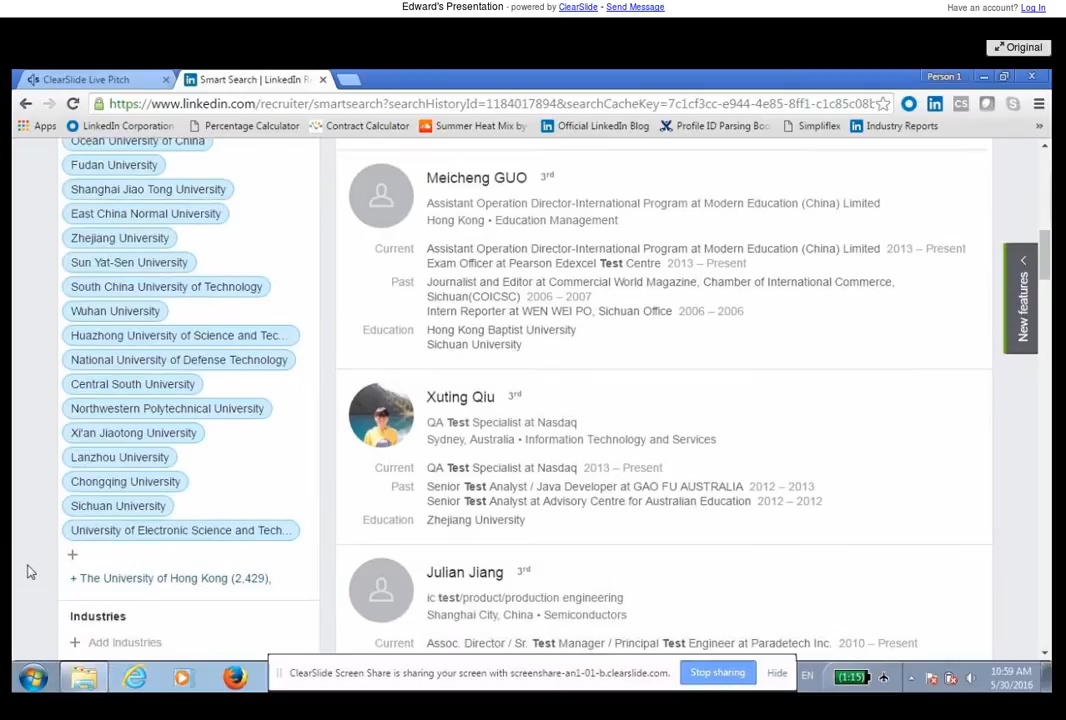 Edward's Presentation - powered by ClearSlide - Send Message
Have an account? Log In
Original
ClearSlide Live Pitch
Smart Search | LinkedIn R
Person 1
https://www.linkedin.com/recruiter/smartsearch?searchHistoryId=1184017894&searchCacheKey=7c1cf3cc-e944-4e85-8ff1-c1c85c08b
Apps
LinkedIn Corporation
Percentage Calculator
Contract Calculator
Summer Heat Mix by
Official LinkedIn Blog
Profile ID Parsing Boo
Simpliflex
Industry Reports
»
Ocean University of China
Fudan University
Shanghai Jiao Tong University
East China Normal University
Zhejiang University
Sun Yat-Sen University
South China University of Technology
Wuhan University
Huazhong University of Science and Tec...
National University of Defense Technology
Central South University
Northwestern Polytechnical University
Xi'an Jiaotong University
Lanzhou University
Chongqing University
Sichuan University
University of Electronic Science and Tech...
+
+ The University of Hong Kong (2,429),
Industries
+ Add Industries
Meicheng GUO 3rd
Assistant Operation Director-International Program at Modern Education (China) Limited
Hong Kong • Education Management
Current Assistant Operation Director-International Program at Modern Education (China) Limited 2013 – Present
Exam Officer at Pearson Edexcel Test Centre 2013 – Present
Past Journalist and Editor at Commercial World Magazine, Chamber of International Commerce,
Sichuan(COICSC) 2006 – 2007
Intern Reporter at WEN WEI PO, Sichuan Office 2006 – 2006
Education Hong Kong Baptist University
Sichuan University
Xuting Qiu 3rd
QA Test Specialist at Nasdaq
Sydney, Australia • Information Technology and Services
Current QA Test Specialist at Nasdaq 2013 – Present
Past Senior Test Analyst / Java Developer at GAO FU AUSTRALIA 2012 – 2013
Senior Test Analyst at Advisory Centre for Australian Education 2012 – 2012
Education Zhejiang University
Julian Jiang 3rd
ic test/product/production engineering
Shanghai City, China • Semiconductors
Current Assoc. Director / Sr. Test Manager / Principal Test Engineer at Paradetech Inc. 2010 – Present
New features
ClearSlide Screen Share is sharing your screen with screenshare-an1-01-b.clearslide.com.
Stop sharing
Hide
EN
(1:15)
10:59 AM
5/30/2016